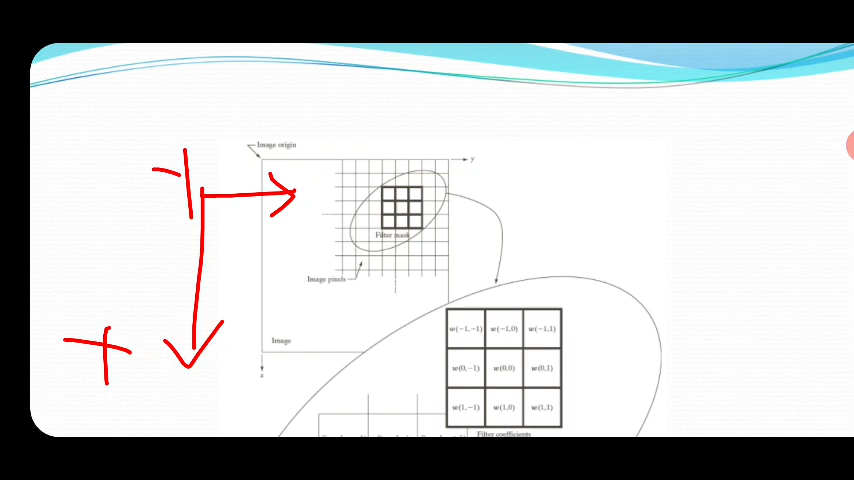 Image origin
y
Filter mask
Image pixels
Image
x
w(−1,−1) w(−1,0) w(−1,1)
w(0,−1) w(0,0) w(0,1)
w(1,−1) w(1,0) w(1,1)
Filter coefficients